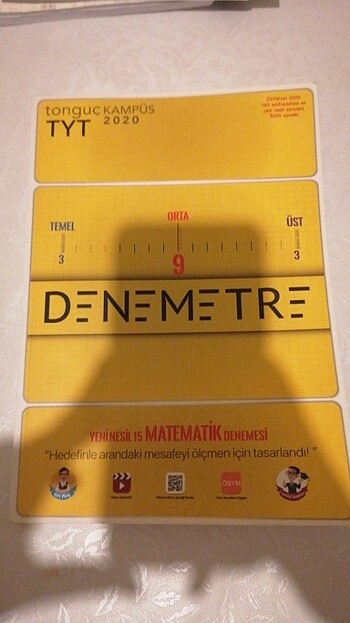 tonguç KAMPÜS
TYT 2020
TEMEL
3
ORTA
9
ÜST
3
DENEMETRE
YENİ NESİL 15 MATEMATİK DENEMESİ
“Hedefinle arandaki mesafeyi ölçmen için tasarlandı! ”
ÖSYM